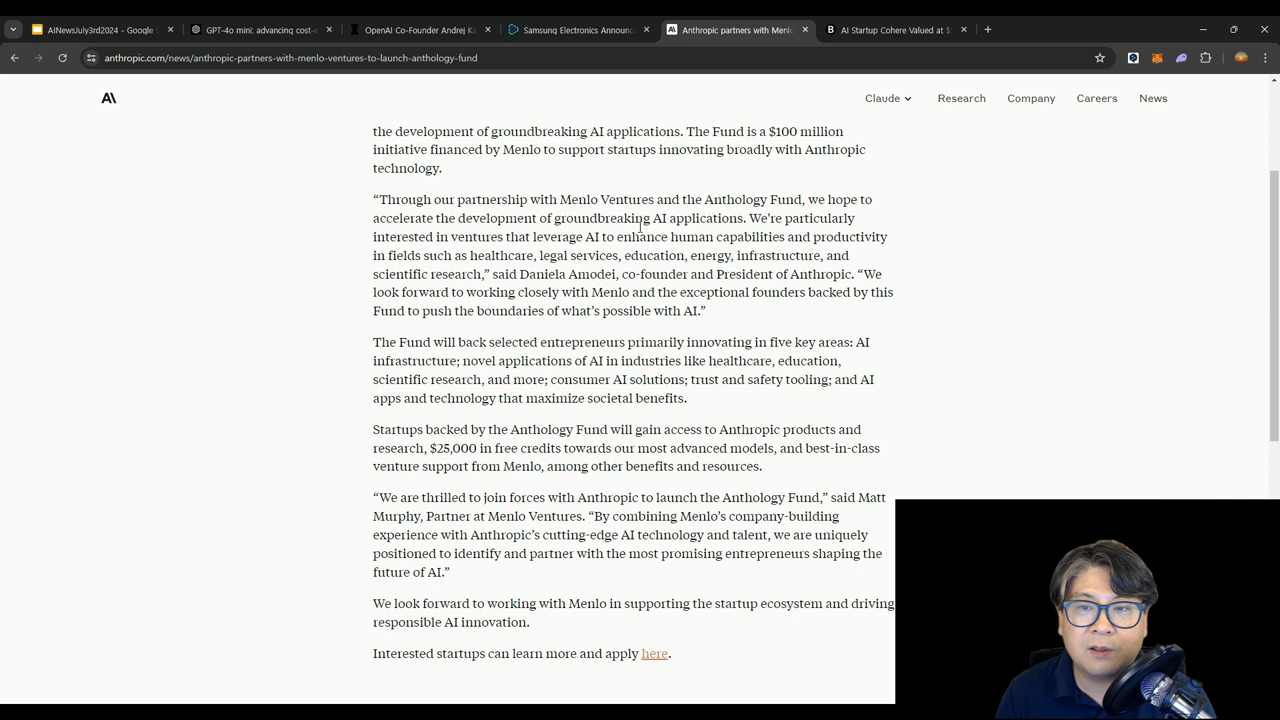 AINewsJuly3rd2024 - Google S
GPT-4o mini: advancing cost-e
OpenAI Co-Founder Andrej Ka
Samsung Electronics Announc
Anthropic partners with Menlo
AI Startup Cohere Valued at $
anthropic.com/news/anthropic-partners-with-menlo-ventures-to-launch-anthology-fund
Claude
Research
Company
Careers
News
the development of groundbreaking AI applications. The Fund is a $100 million
initiative financed by Menlo to support startups innovating broadly with Anthropic
technology.
“Through our partnership with Menlo Ventures and the Anthology Fund, we hope to
accelerate the development of groundbreaking AI applications. We're particularly
interested in ventures that leverage AI to enhance human capabilities and productivity
in fields such as healthcare, legal services, education, energy, infrastructure, and
scientific research,” said Daniela Amodei, co-founder and President of Anthropic. “We
look forward to working closely with Menlo and the exceptional founders backed by this
Fund to push the boundaries of what’s possible with AI.”
The Fund will back selected entrepreneurs primarily innovating in five key areas: AI
infrastructure; novel applications of AI in industries like healthcare, education,
scientific research, and more; consumer AI solutions; trust and safety tooling; and AI
apps and technology that maximize societal benefits.
Startups backed by the Anthology Fund will gain access to Anthropic products and
research, $25,000 in free credits towards our most advanced models, and best-in-class
venture support from Menlo, among other benefits and resources.
“We are thrilled to join forces with Anthropic to launch the Anthology Fund,” said Matt
Murphy, Partner at Menlo Ventures. “By combining Menlo’s company-building
experience with Anthropic’s cutting-edge AI technology and talent, we are uniquely
positioned to identify and partner with the most promising entrepreneurs shaping the
future of AI.”
We look forward to working with Menlo in supporting the startup ecosystem and driving
responsible AI innovation.
Interested startups can learn more and apply here.